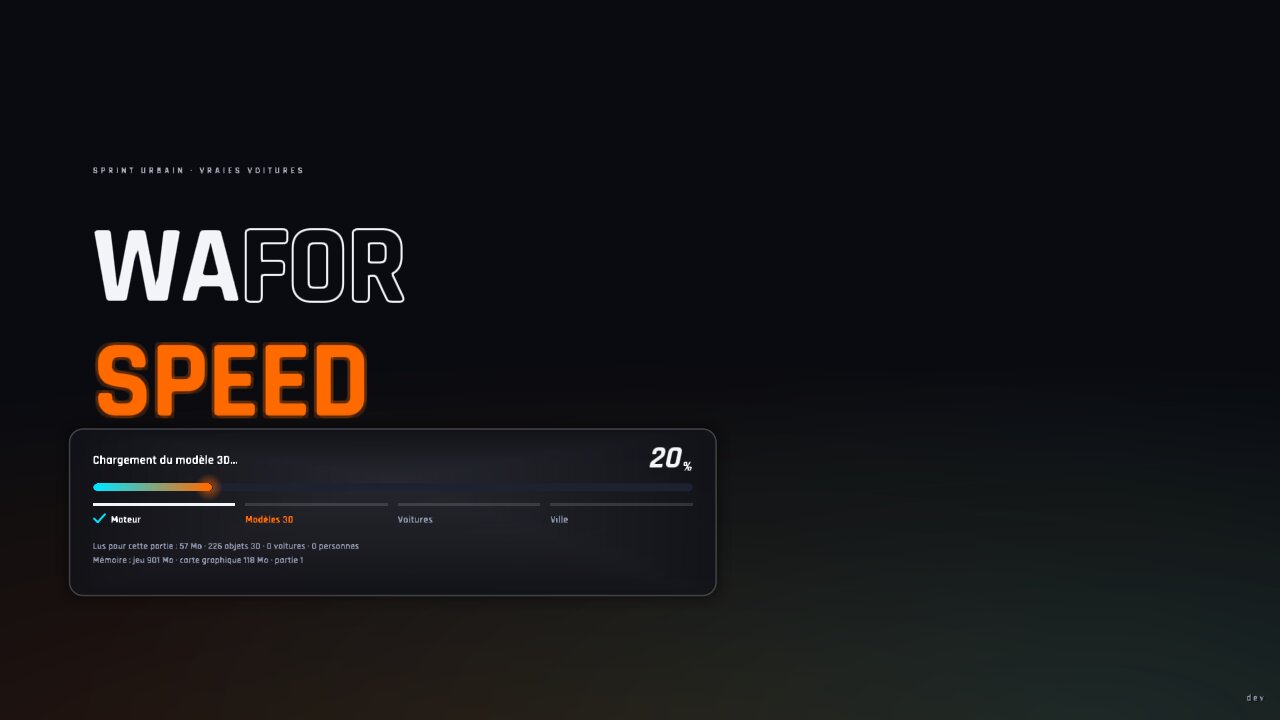 SPRINT URBAIN · VRAIES VOITURES
WAFOR
SPEED
Chargement du modèle 3D...
20%
Moteur
Modèles 3D
Voitures
Ville
Lus pour cette partie : 57 Mo · 226 objets 3D · 0 voitures · 0 personnes
Mémoire : jeu 901 Mo · carte graphique 118 Mo · partie 1
dev